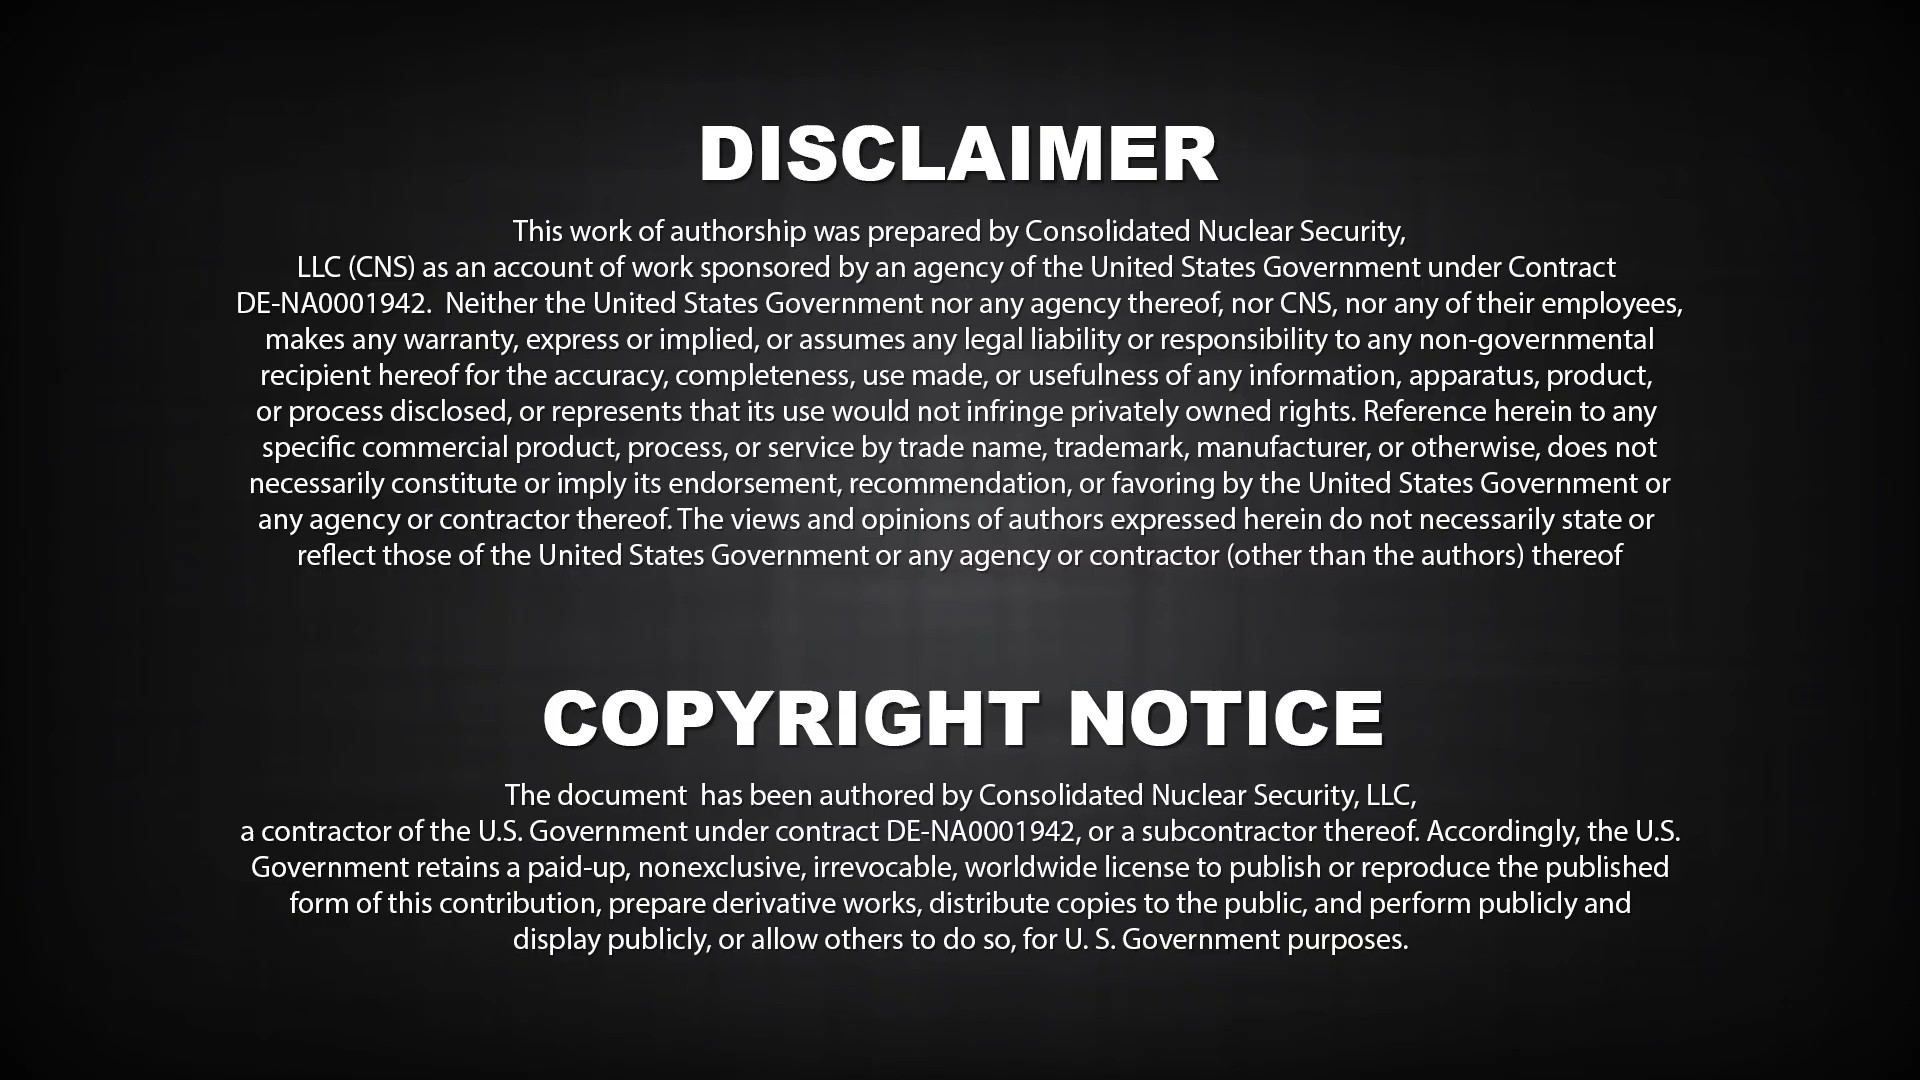 DISCLAIMER
This work of authorship was prepared by Consolidated Nuclear Security,
LLC (CNS) as an account of work sponsored by an agency of the United States Government under Contract
DE-NA0001942.  Neither the United States Government nor any agency thereof, nor CNS, nor any of their employees,
makes any warranty, express or implied, or assumes any legal liability or responsibility to any non-governmental
recipient hereof for the accuracy, completeness, use made, or usefulness of any information, apparatus, product,
or process disclosed, or represents that its use would not infringe privately owned rights. Reference herein to any
specific commercial product, process, or service by trade name, trademark, manufacturer, or otherwise, does not
necessarily constitute or imply its endorsement, recommendation, or favoring by the United States Government or
any agency or contractor thereof. The views and opinions of authors expressed herein do not necessarily state or
reflect those of the United States Government or any agency or contractor (other than the authors) thereof
COPYRIGHT NOTICE
The document  has been authored by Consolidated Nuclear Security, LLC,
a contractor of the U.S. Government under contract DE-NA0001942, or a subcontractor thereof. Accordingly, the U.S.
Government retains a paid-up, nonexclusive, irrevocable, worldwide license to publish or reproduce the published
form of this contribution, prepare derivative works, distribute copies to the public, and perform publicly and
display publicly, or allow others to do so, for U. S. Government purposes.